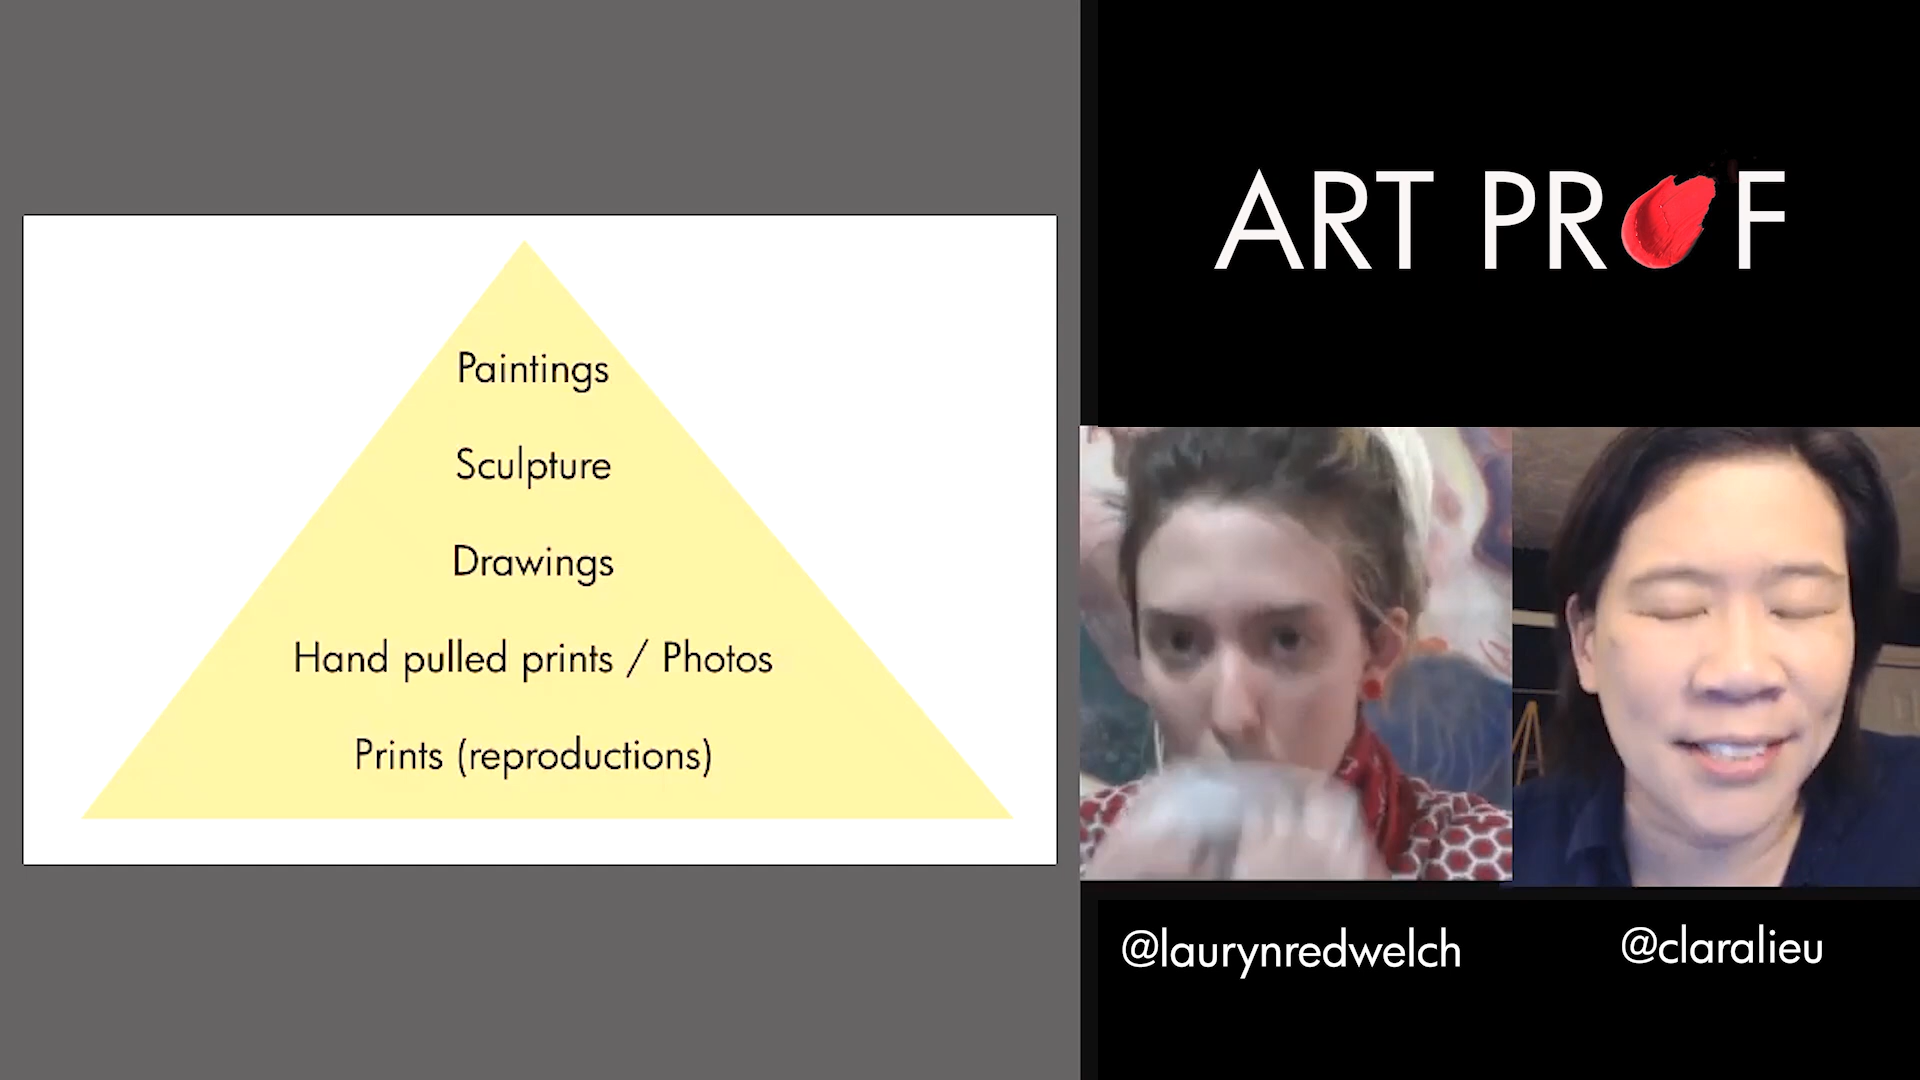 Paintings
Sculpture
Drawings
Hand pulled prints / Photos
Prints (reproductions)
ART PROF
@laurynredwelch
@claralieu